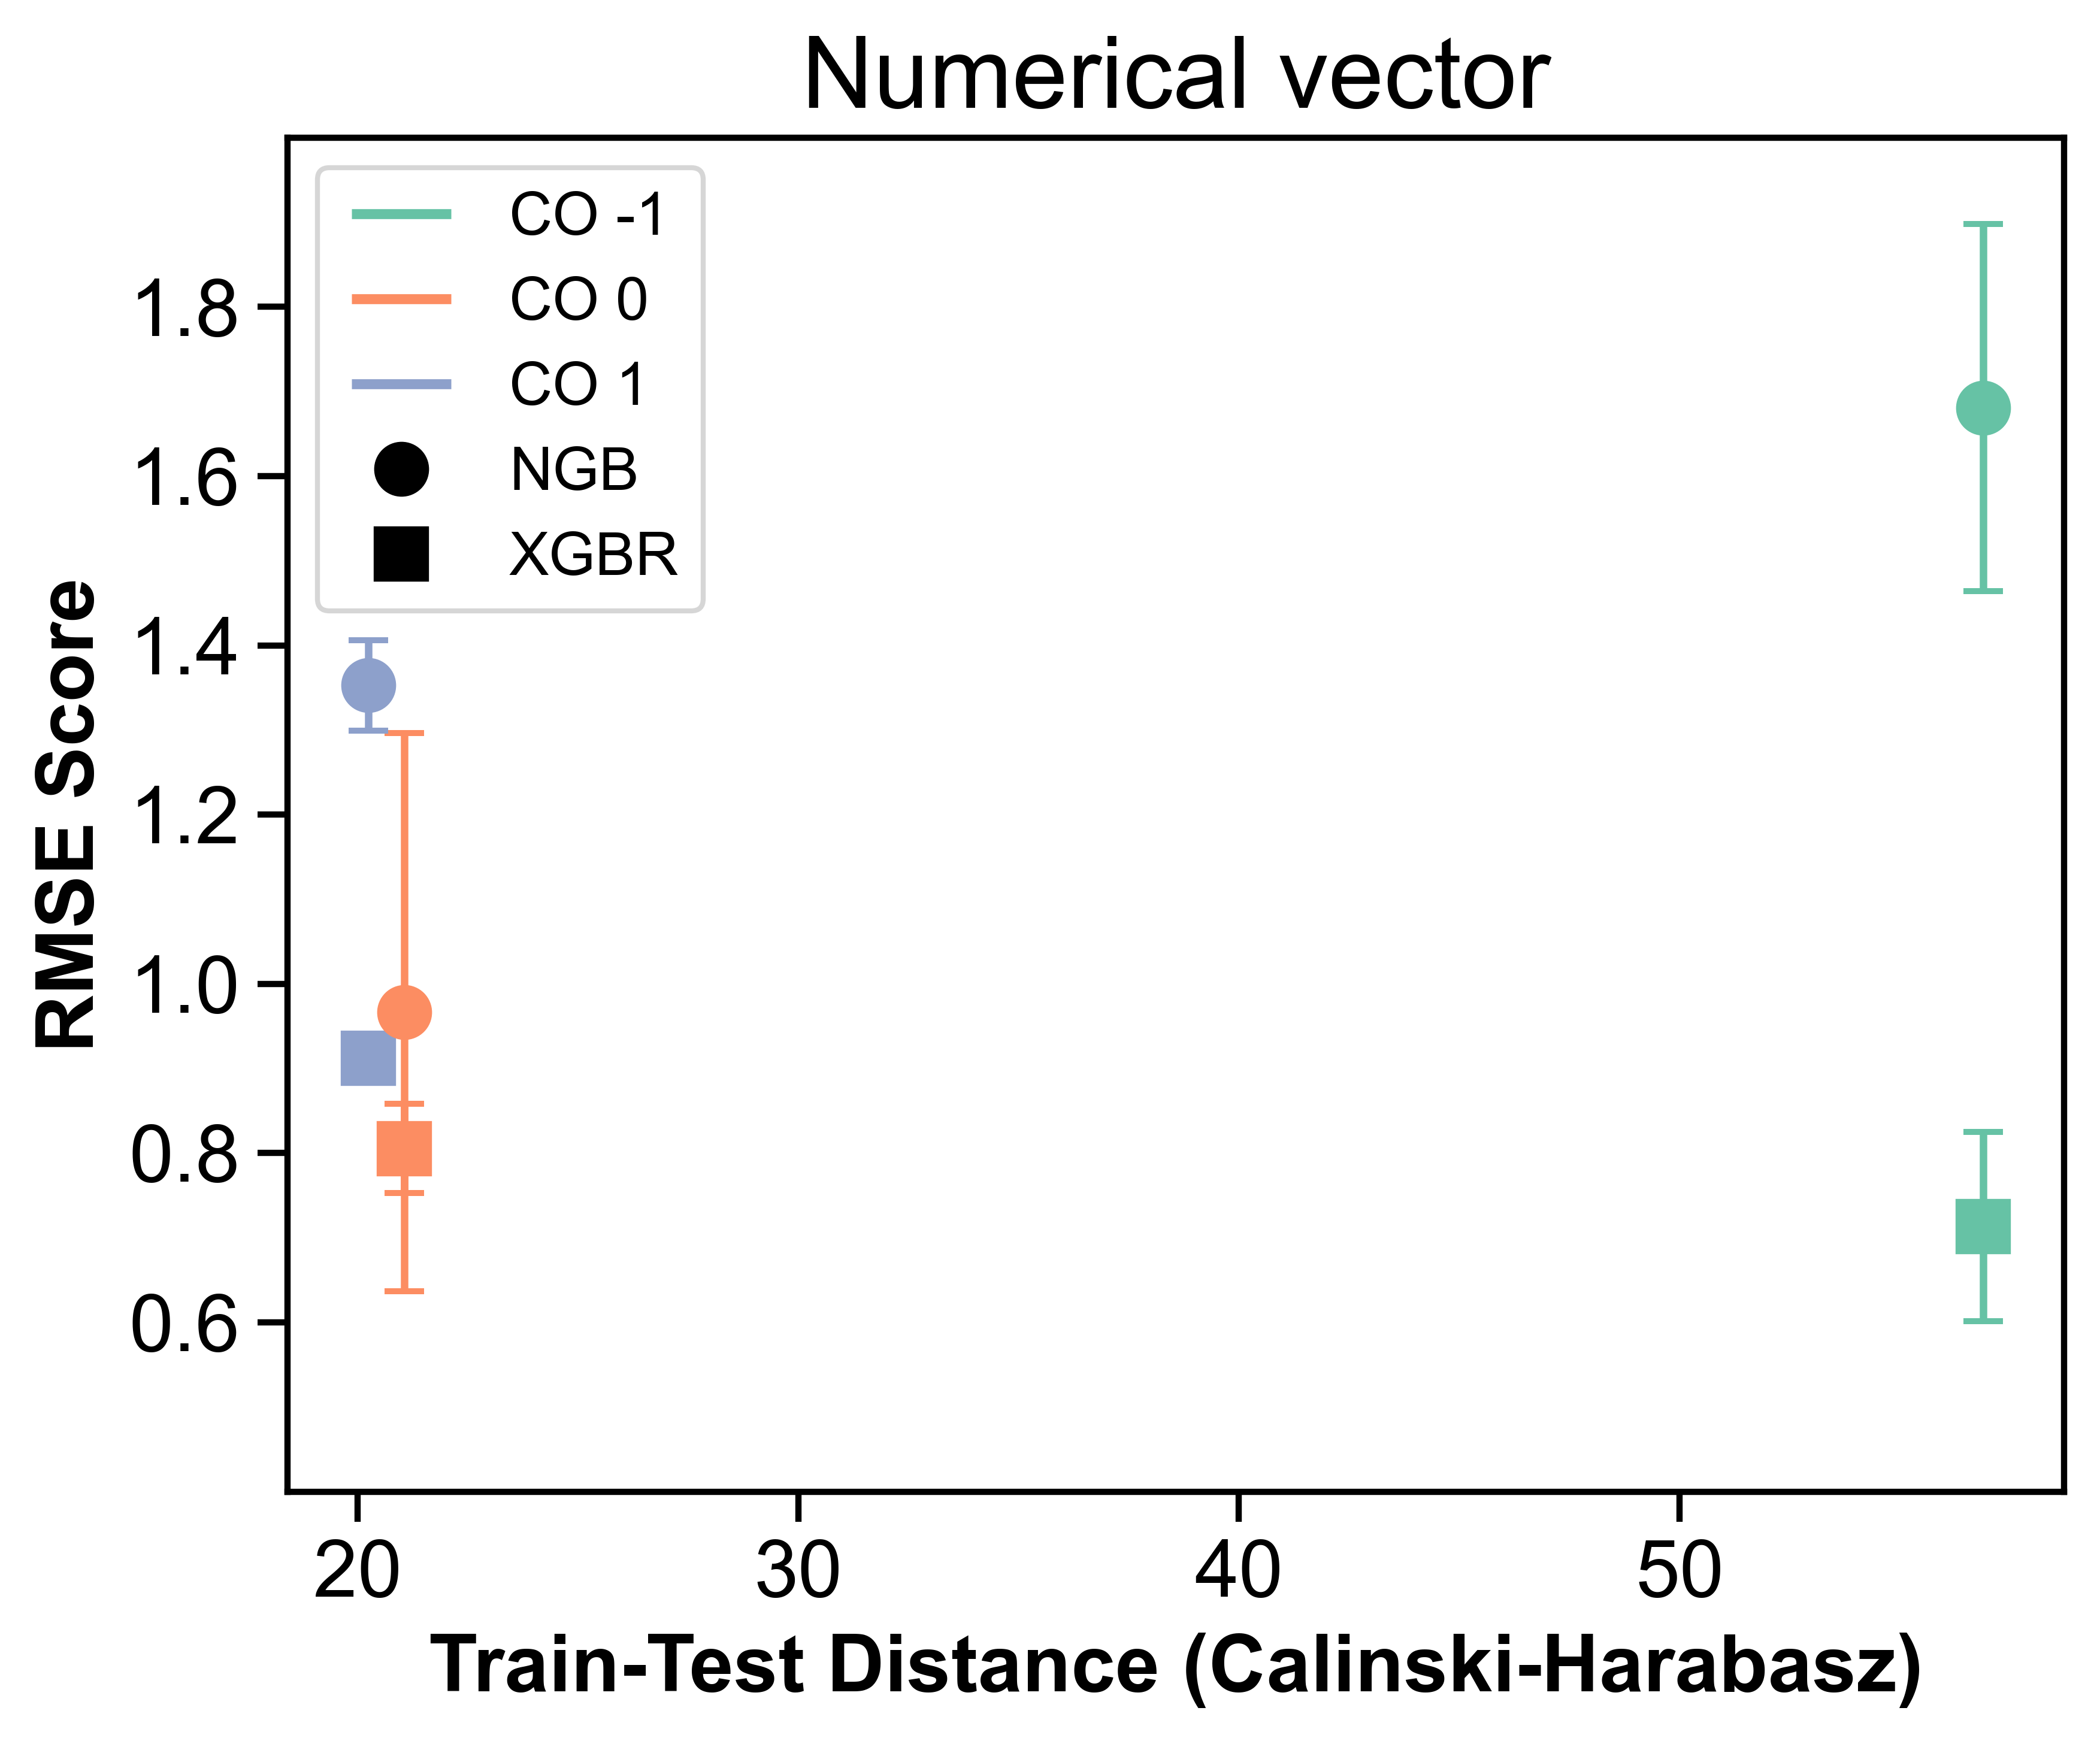 Numerical vector
CO -1
CO 0
CO 1
NGB
XGBR
RMSE Score
1.8
1.6
1.4
1.2
1.0
0.8
0.6
20 30 40 50
Train-Test Distance (Calinski-Harabasz)